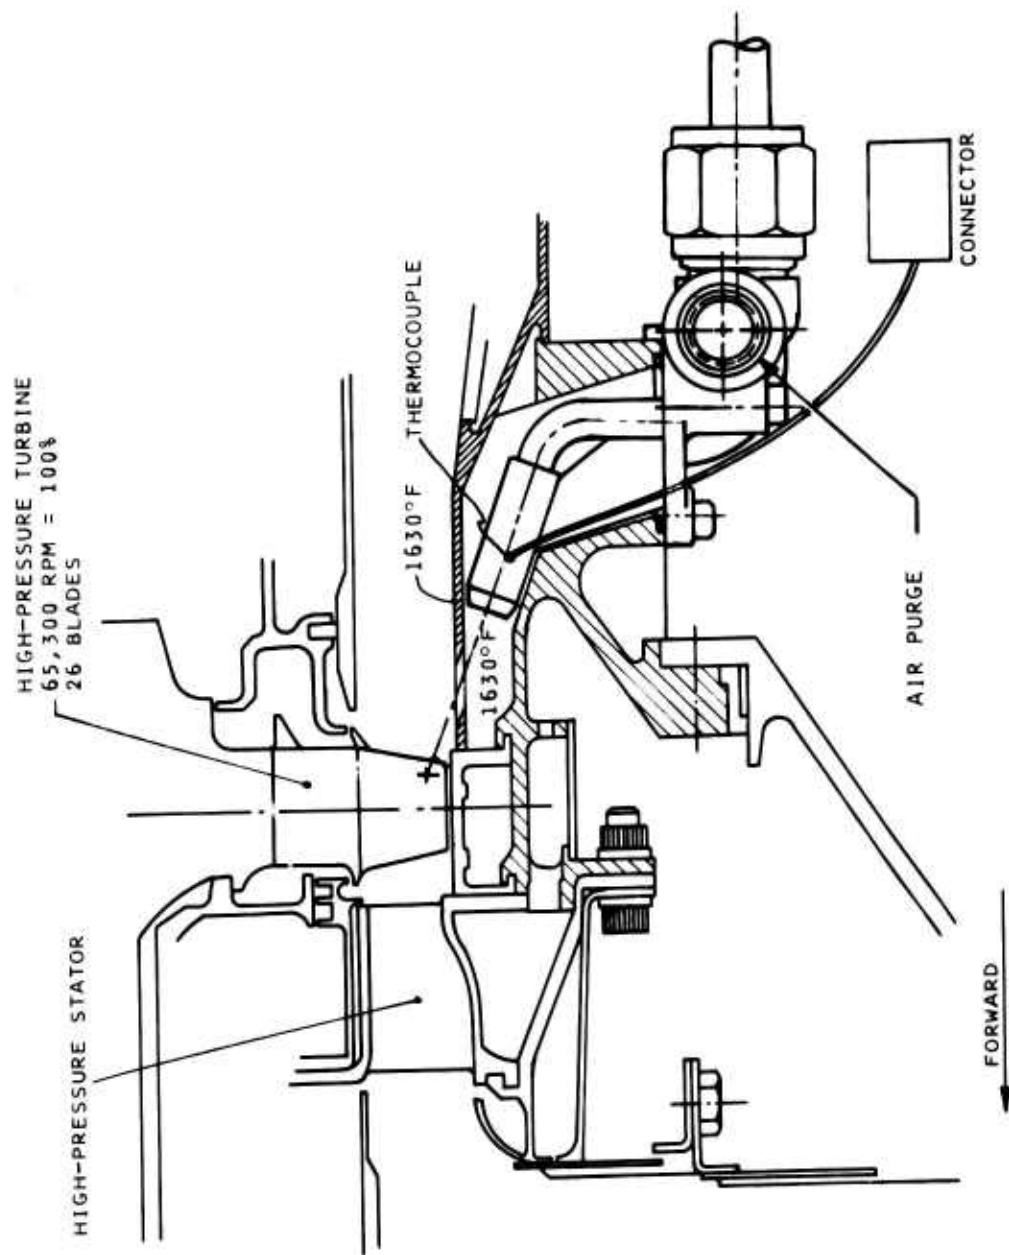 HIGH-PRESSURE TURBINE
65,300 RPM = 100%
26 BLADES
HIGH-PRESSURE STATOR
1630°F
THERMOCOUPLE
1630°F
CONNECTOR
AIR PURGE
FORWARD